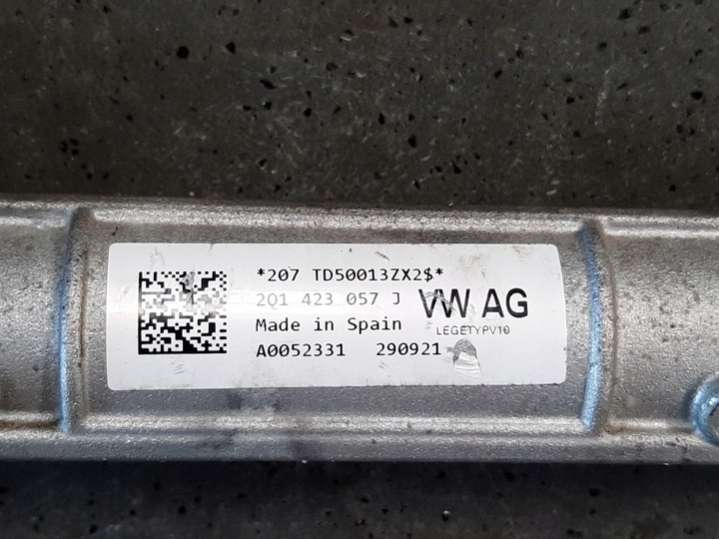 *207 TD50013ZX2$*
2Q1 423 057 J
VW AG
LEGETYPV10
Made in Spain
A0052331 290921